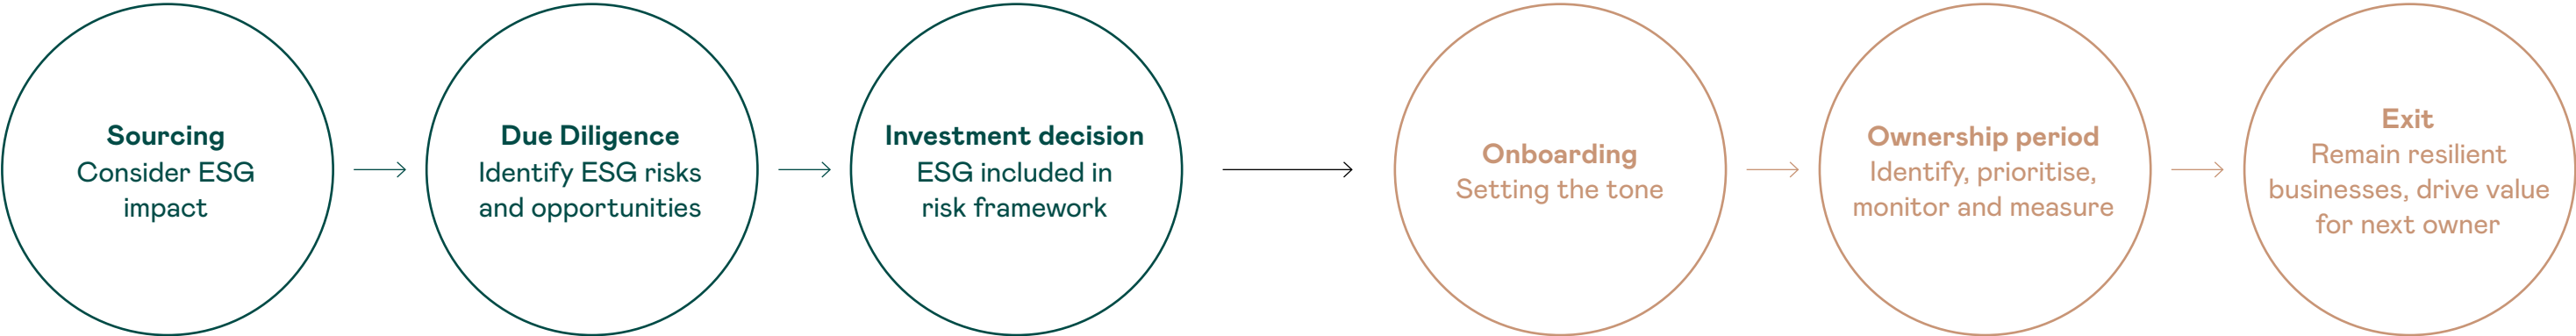 Sourcing
Consider ESG
impact
Due Diligence
Identify ESG risks
and opportunities
Investment decision
ESG included in
risk framework
Onboarding
Setting the tone
Ownership period
Identify, prioritise,
monitor and measure
Exit
Remain resilient
businesses, drive value
for next owner